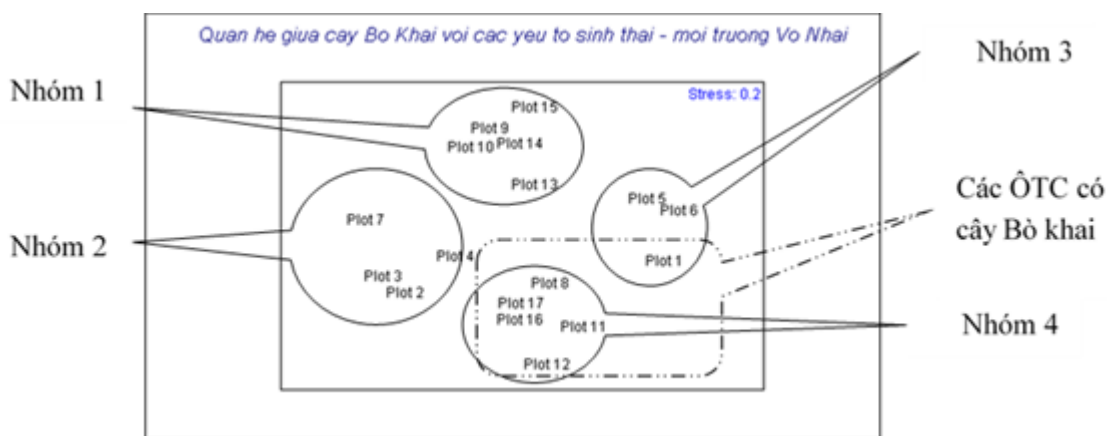 Quan he giua cay Bo Khai voi cac yeu to sinh thai - moi truong Vo Nhai
Nhóm 3
Nhóm 1
Stress: 0.2
Plot 15
Plot 9
Plot 10
Plot 14
Plot 13
Plot 5
Plot 6
Các ÔTC có
cây Bò khai
Plot 7
Nhóm 2
Plot 4
Plot 1
Plot 3
Plot 2
Plot 8
Plot 17
Plot 16
Plot 11
Nhóm 4
Plot 12